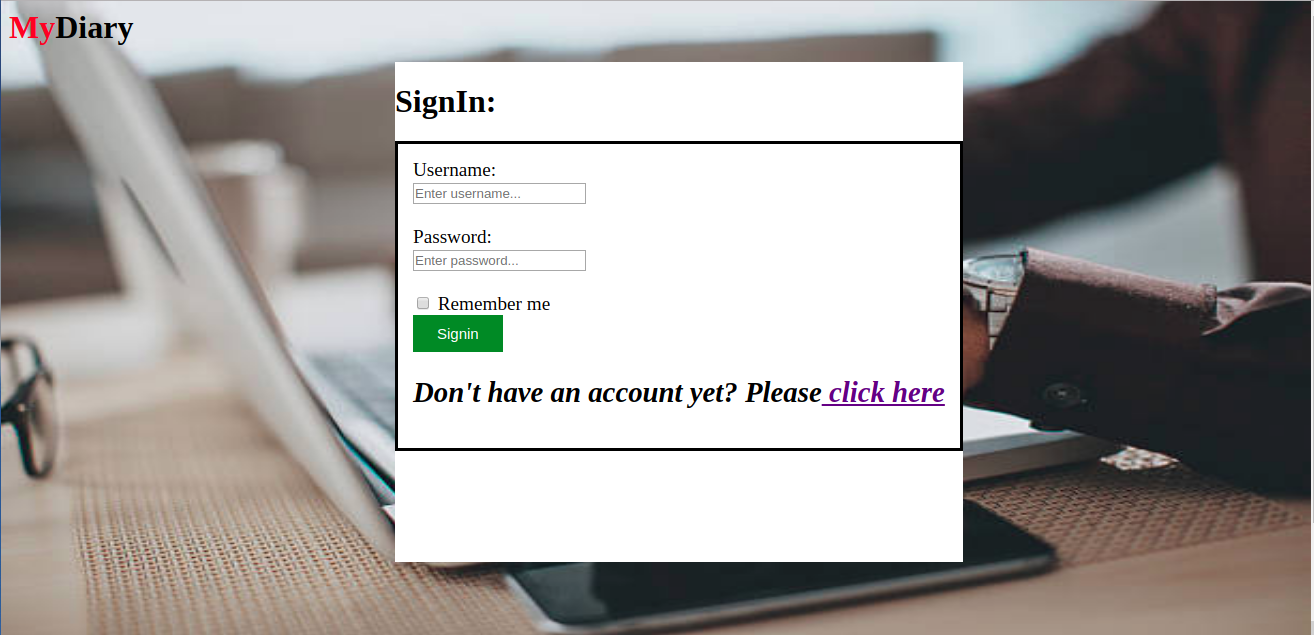 MyDiary
SignIn:
Username:
Enter username...
Password:
Enter password...
Remember me
Signin
Don't have an account yet? Please click here